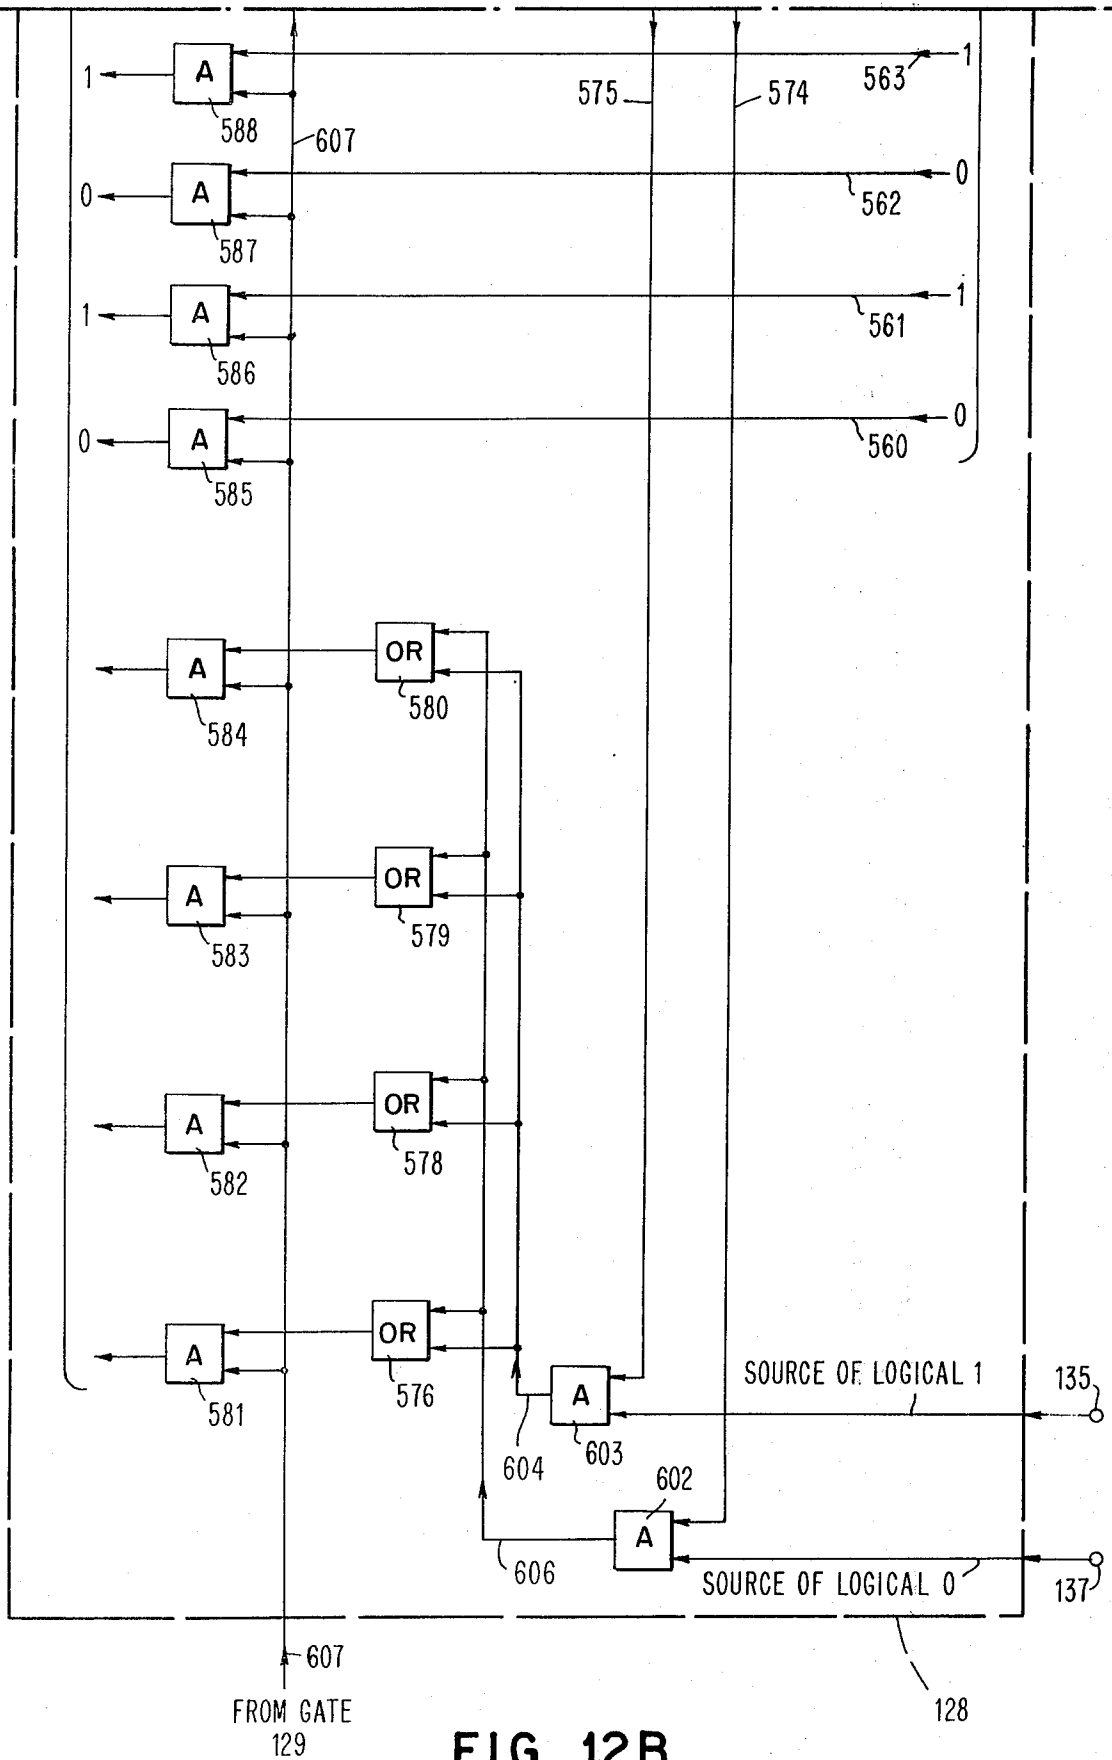 1 A 563 1
575 574
588
607
0 A 562 0
587
1 A 561 1
586
0 A 560 0
585
A OR
584 580
A OR
583 579
A OR
582 578
A OR
581 576
SOURCE OF LOGICAL 1 135
A
603
604
602
A
606
SOURCE OF LOGICAL 0 137
607
128
FROM GATE
129
FIG. 12B